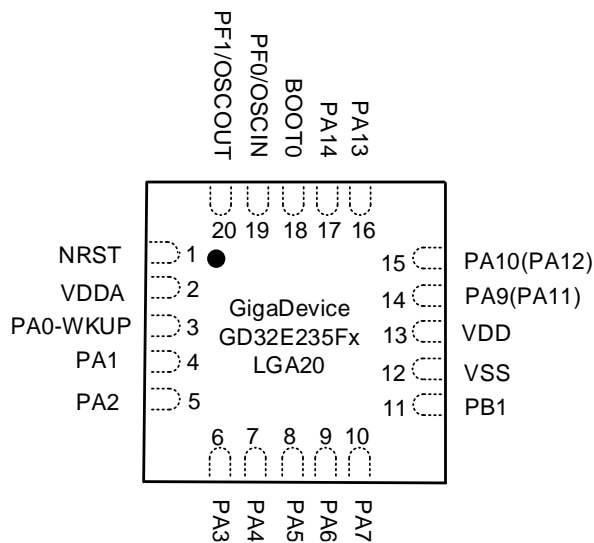 PF1/OSCOUT
PF0/OSCIN
BOOT0
PA14
PA13
20
19
18
17
16
NRST
1
VDDA
2
PA0-WKUP
3
PA1
4
PA2
5
GigaDevice
GD32E235Fx
LGA20
15
PA10(PA12)
14
PA9(PA11)
13
VDD
12
VSS
11
PB1
6
7
8
9
10
PA3
PA4
PA5
PA6
PA7